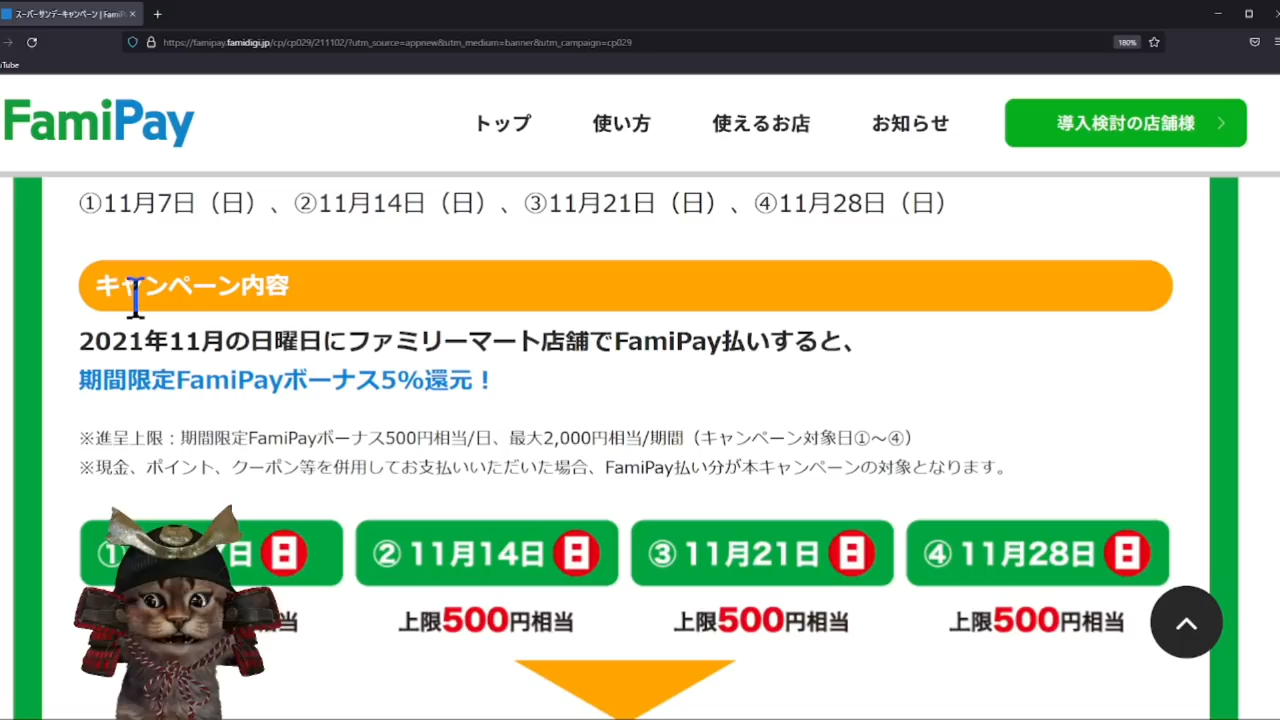 スーパーサンデーキャンペーン | FamiP
uTube
https://famipay.famidigi.jp/cp/cp029/211102/?utm_source=appnew&utm_medium=banner&utm_campaign=cp029
180%
FamiPay
トップ
使い方
使えるお店
お知らせ
導入検討の店舗様
①11月7日（日）、②11月14日（日）、③11月21日（日）、④11月28日（日）
キャンペーン内容
2021年11月の日曜日にファミリーマート店舗でFamiPay払いすると、
期間限定FamiPayボーナス5%還元！
※進呈上限：期間限定FamiPayボーナス500円相当/日、最大2,000円相当/期間（キャンペーン対象日①～④）
※現金、ポイント、クーポン等を併用してお支払いいただいた場合、FamiPay払い分が本キャンペーンの対象となります。
① 日 日
② 11月14日 日
③ 11月21日 日
④ 11月28日 日
当
上限500円相当
上限500円相当
上限500円相当